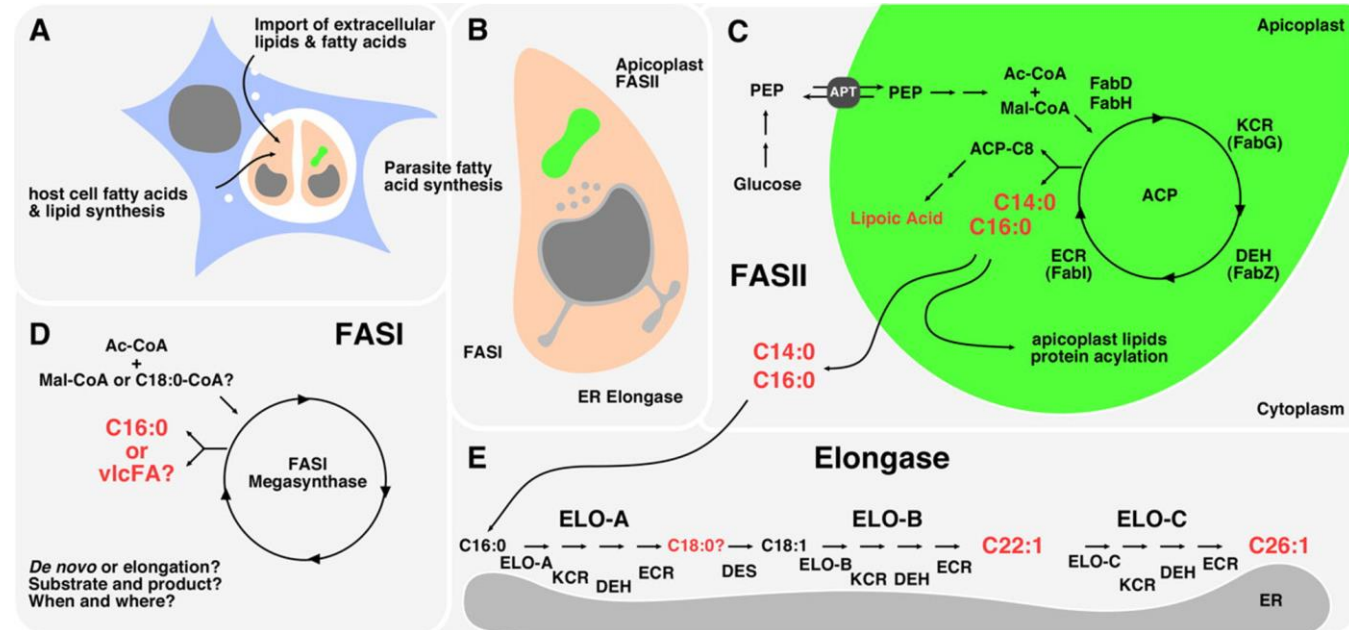 A
Import of extracellular
lipids & fatty acids
host cell fatty acids
& lipid synthesis
Parasite fatty
acid synthesis
B
Apicoplast
FASII
FASI
ER Elongase
C
Apicoplast
PEP
APT
PEP
Ac-CoA
+
Mal-CoA
FabD
FabH
KCR
(FabG)
ACP
DEH
(FabZ)
ECR
(FabI)
ACP-C8
Lipoic Acid
C14:0
C16:0
Glucose
FASII
apicoplast lipids
protein acylation
C14:0
C16:0
Cytoplasm
D
FASI
Ac-CoA
+
Mal-CoA or C18:0-CoA?
C16:0
or
vlcFA?
FASI
Megasynthase
De novo or elongation?
Substrate and product?
When and where?
E
Elongase
ELO-A
ELO-B
ELO-C
C16:0
C18:0?
C18:1
C22:1
C26:1
ELO-A
KCR
DEH
ECR
DES
ELO-B
KCR
DEH
ECR
ELO-C
KCR
DEH
ECR
ER